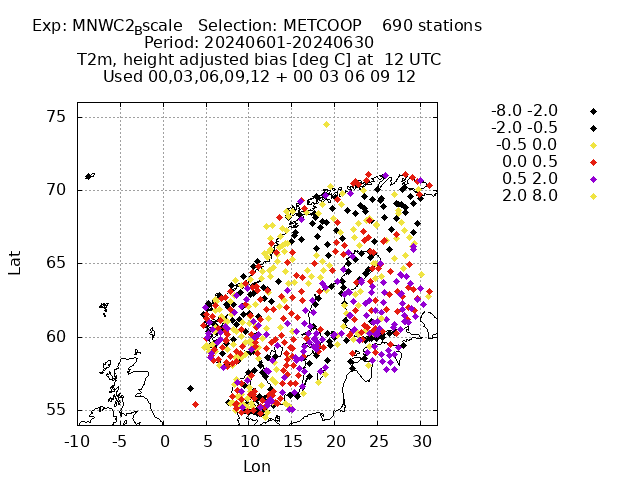 Exp: MNWC2Bscale   Selection: METCOOP    690 stations
Period: 20240601-20240630
T2m, height adjusted bias [deg C] at  12 UTC
Used 00,03,06,09,12 + 00 03 06 09 12
-8.0 -2.0
-2.0 -0.5
-0.5 0.0
0.0 0.5
0.5 2.0
2.0 8.0
75
70
65
60
55
Lat
-10 -5 0 5 10 15 20 25 30
Lon